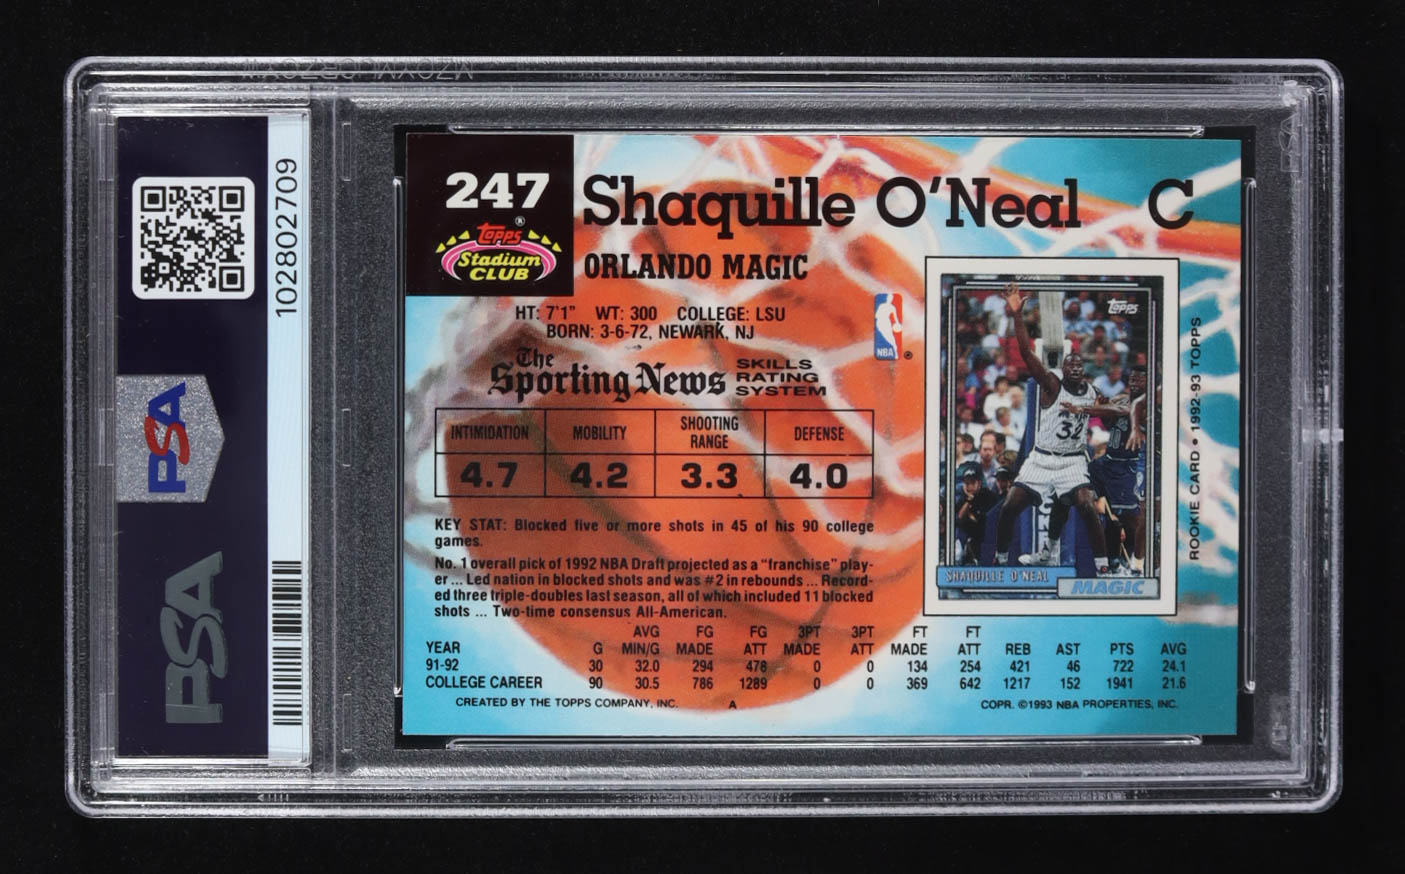 102802709
PSA
PSA
247
Topps®
Stadium
CLUB
Shaquille O'Neal C
ORLANDO MAGIC
HT: 7'1" WT: 300 COLLEGE: LSU
BORN: 3-6-72, NEWARK, NJ
NBA ®
The
Sporting News SKILLS
RATING
SYSTEM
INTIMIDATION MOBILITY SHOOTING RANGE DEFENSE
4.7 4.2 3.3 4.0
KEY STAT: Blocked five or more shots in 45 of his 90 college
games.
No. 1 overall pick of 1992 NBA Draft projected as a "franchise" play-
er ... Led nation in blocked shots and was #2 in rebounds ... Record-
ed three triple-doubles last season, all of which included 11 blocked
shots ... Two-time consensus All-American.
Topps
32
SHAQUILLE O'NEAL
MAGIC
ROOKIE CARD • 1992-93 TOPPS
AVG FG FG 3PT 3PT FT FT
YEAR G MIN/G MADE ATT MADE ATT MADE ATT REB AST PTS AVG
91-92 30 32.0 294 478 0 0 134 254 421 46 722 24.1
COLLEGE CAREER 90 30.5 786 1289 0 0 369 642 1217 152 1941 21.6
CREATED BY THE TOPPS COMPANY, INC. A COPR. ©1993 NBA PROPERTIES, INC.